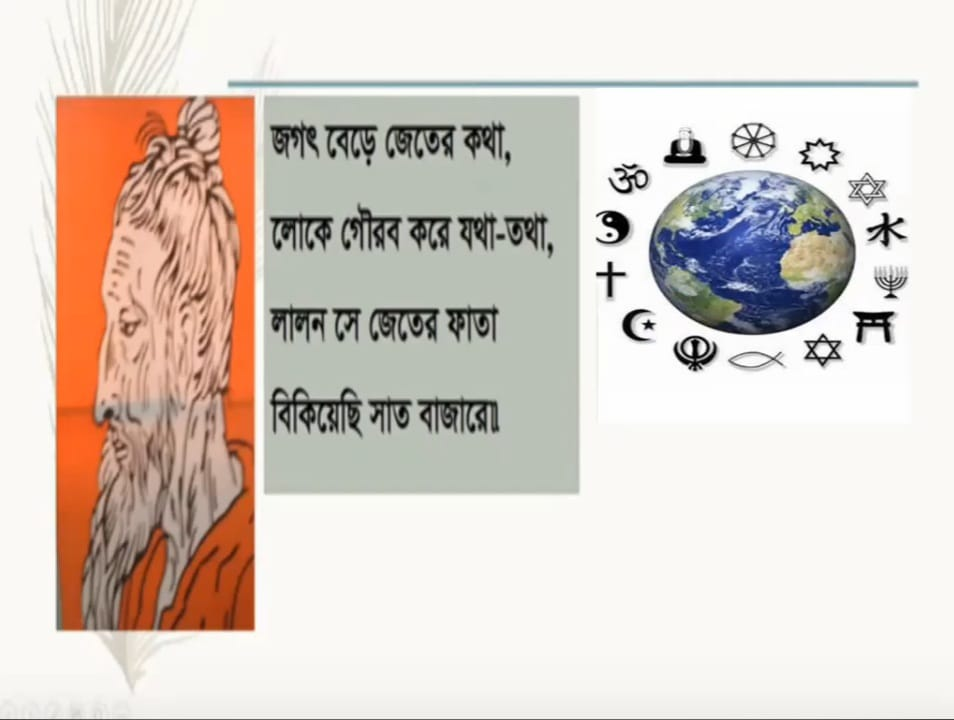 জগৎ বেড়ে জেতের কথা,
লোকে গৌরব করে যথা-তথা,
লালন সে জেতের ফাতা
বিকিয়েছি সাত বাজারে॥